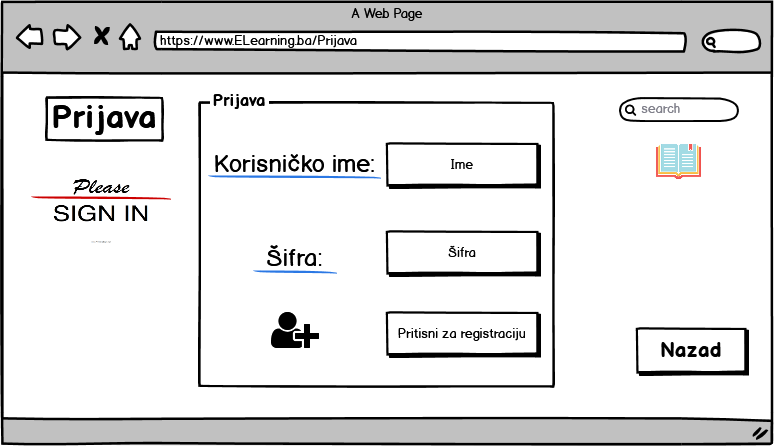 A Web Page
https://www.ELearning.ba/Prijava
Prijava
Please
SIGN IN
Prijava
Korisničko ime:
Ime
Šifra:
Šifra
Pritisni za registraciju
search
Nazad